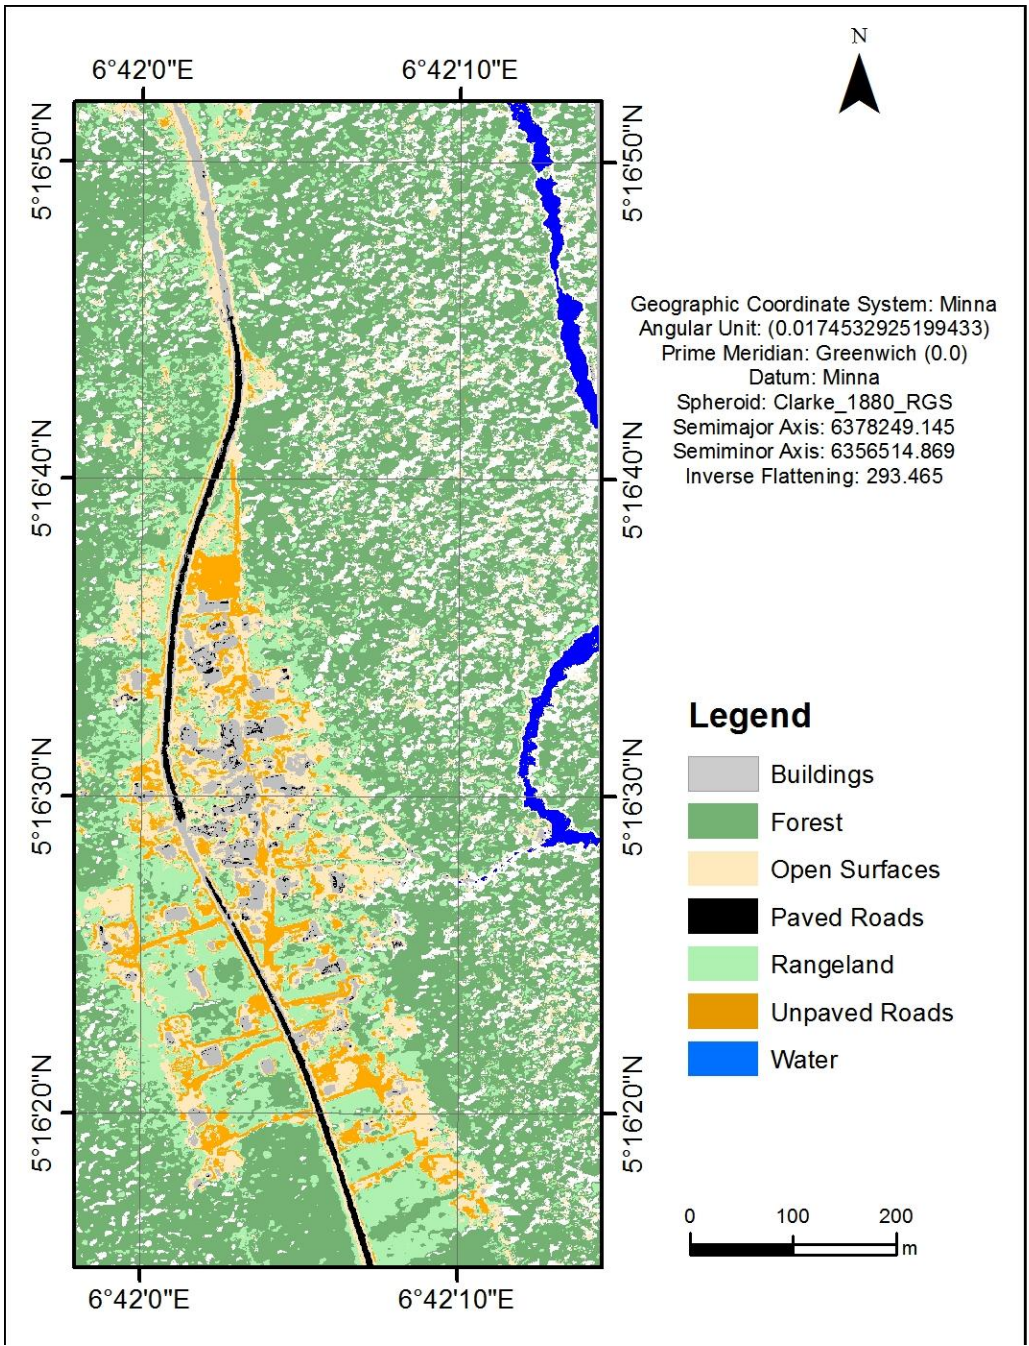 N
6°42'0"E
6°42'10"E
5°16'50"N
5°16'50"N
Geographic Coordinate System: Minna
Angular Unit: (0.0174532925199433)
Prime Meridian: Greenwich (0.0)
Datum: Minna
Spheroid: Clarke_1880_RGS
Semimajor Axis: 6378249.145
Semiminor Axis: 6356514.869
Inverse Flattening: 293.465
5°16'40"N
5°16'40"N
5°16'30"N
5°16'30"N
Legend
Buildings
Forest
Open Surfaces
Paved Roads
Rangeland
Unpaved Roads
Water
5°16'20"N
5°16'20"N
0 100 200
m
6°42'0"E
6°42'10"E